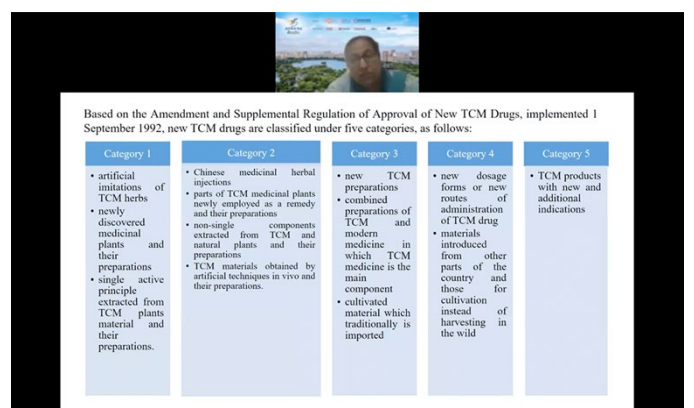 Based on the Amendment and Supplemental Regulation of Approval of New TCM Drugs, implemented 1
September 1992, new TCM drugs are classified under five categories, as follows:
Category 1
• artificial
imitations of
TCM herbs
• newly
discovered
medicinal
plants and
their
preparations
• single active
principle
extracted from
TCM plants
material and
their
preparations.
Category 2
• Chinese medicinal herbal
injections
• parts of TCM medicinal plants
newly employed as a remedy
and their preparations
• non-single components
extracted from TCM and
natural plants and their
preparations
• TCM materials obtained by
artificial techniques in vivo and
their preparations.
Category 3
• new TCM
preparations
• combined
preparations of
TCM and
modern
medicine in
which TCM
medicine is the
main
component
• cultivated
material which
traditionally is
imported
Category 4
• new dosage
forms or new
routes of
administration
of TCM drug
• materials
introduced
from other
parts of the
country and
those for
cultivation
instead of
harvesting in
the wild
Category 5
• TCM products
with new and
additional
indications